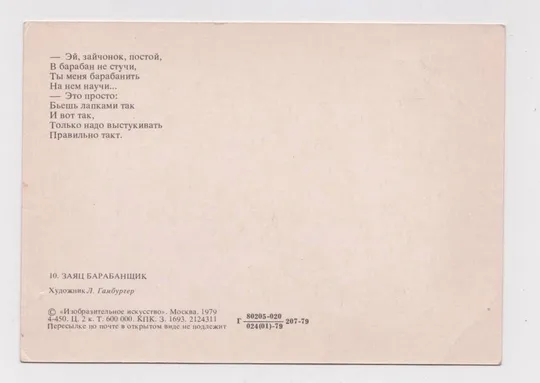 — Эй, зайчонок, постой,
В барабан не стучи,
Ты меня барабанить
На нем научи...
— Это просто:
Бьешь лапками так
И вот так,
Только надо выстукивать
Правильно такт.
10. ЗАЯЦ БАРАБАНЩИК
Художник Л. Гамбургер
© «Изобразительное искусство». Москва. 1979
4-450. Ц. 2 к. Т. 600 000. КПК. З. 1693. 2124311
Пересылке по почте в открытом виде не подлежит
Г 80205-020 207-79
024(01)-79